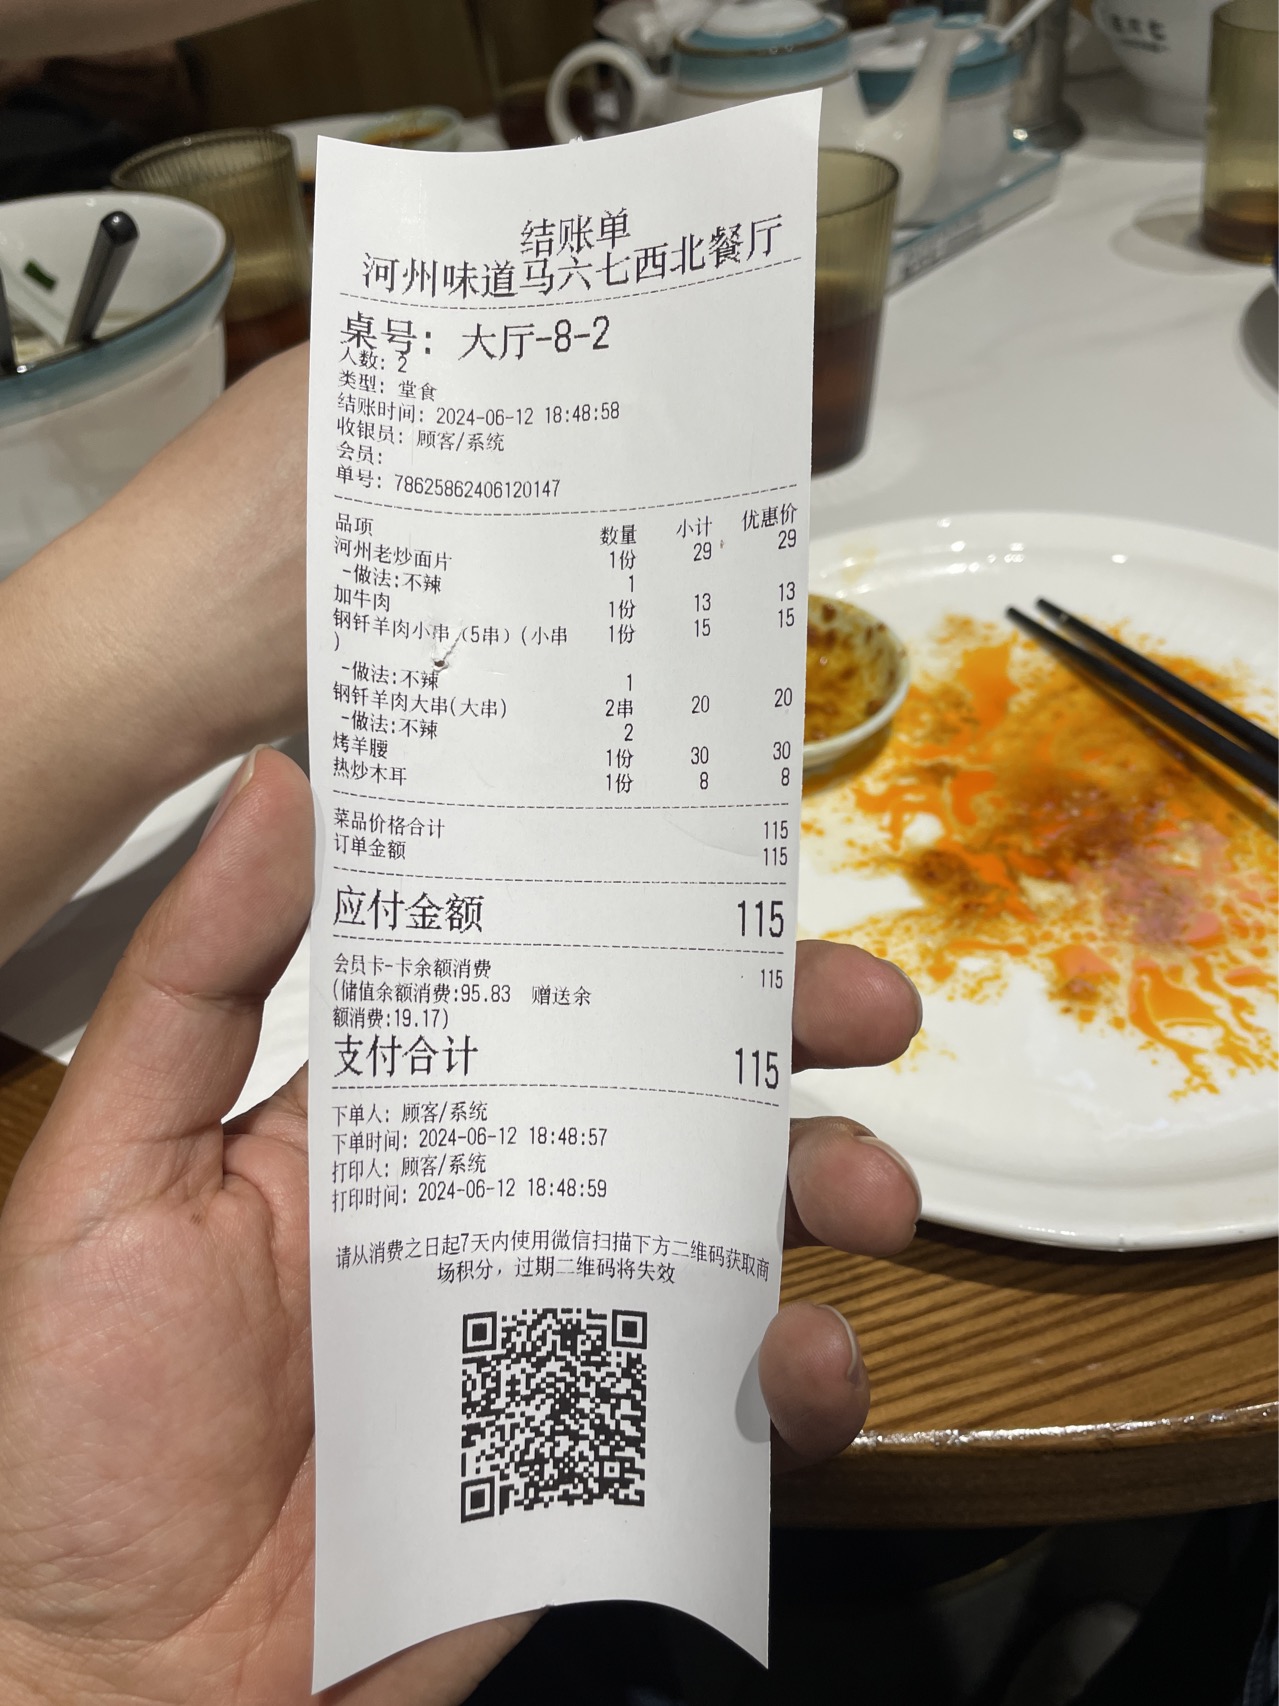 结账单
河州味道马六七西北餐厅
桌号: 大厅-8-2
人数: 2
类型: 堂食
结账时间: 2024-06-12 18:48:58
收银员: 顾客/系统
会员:
单号: 78625862406120147
品项 数量 小计 优惠价
河州老炒面片 1份 29 29
-做法:不辣 1
加牛肉 1份 13 13
钢钎羊肉小串(5串)(小串 1份 15 15
)
-做法:不辣 1
钢钎羊肉大串(大串) 2串 20 20
-做法:不辣 2
烤羊腰 1份 30 30
热炒木耳 1份 8 8
菜品价格合计 115
订单金额 115
应付金额 115
会员卡-卡余额消费 115
(储值余额消费:95.83 赠送余
额消费:19.17)
支付合计 115
下单人: 顾客/系统
下单时间: 2024-06-12 18:48:57
打印人: 顾客/系统
打印时间: 2024-06-12 18:48:59
请从消费之日起7天内使用微信扫描下方二维码获取商
场积分，过期二维码将失效